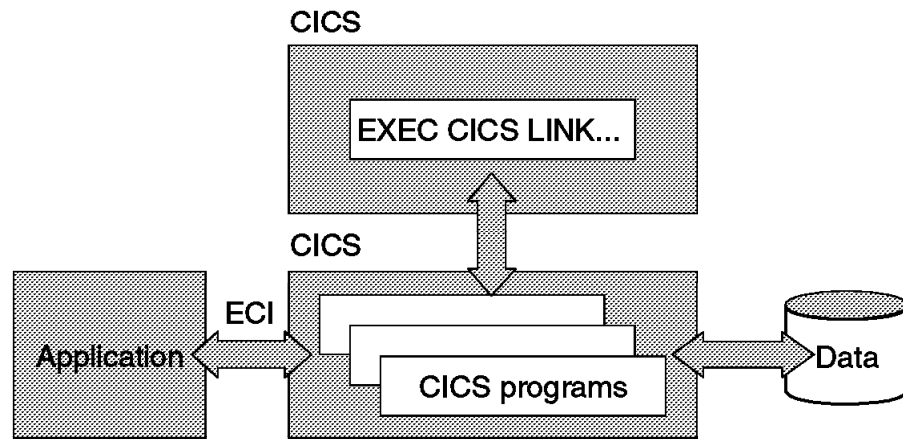 CICS
EXEC CICS LINK...
CICS
ECI
Application
CICS programs
Data